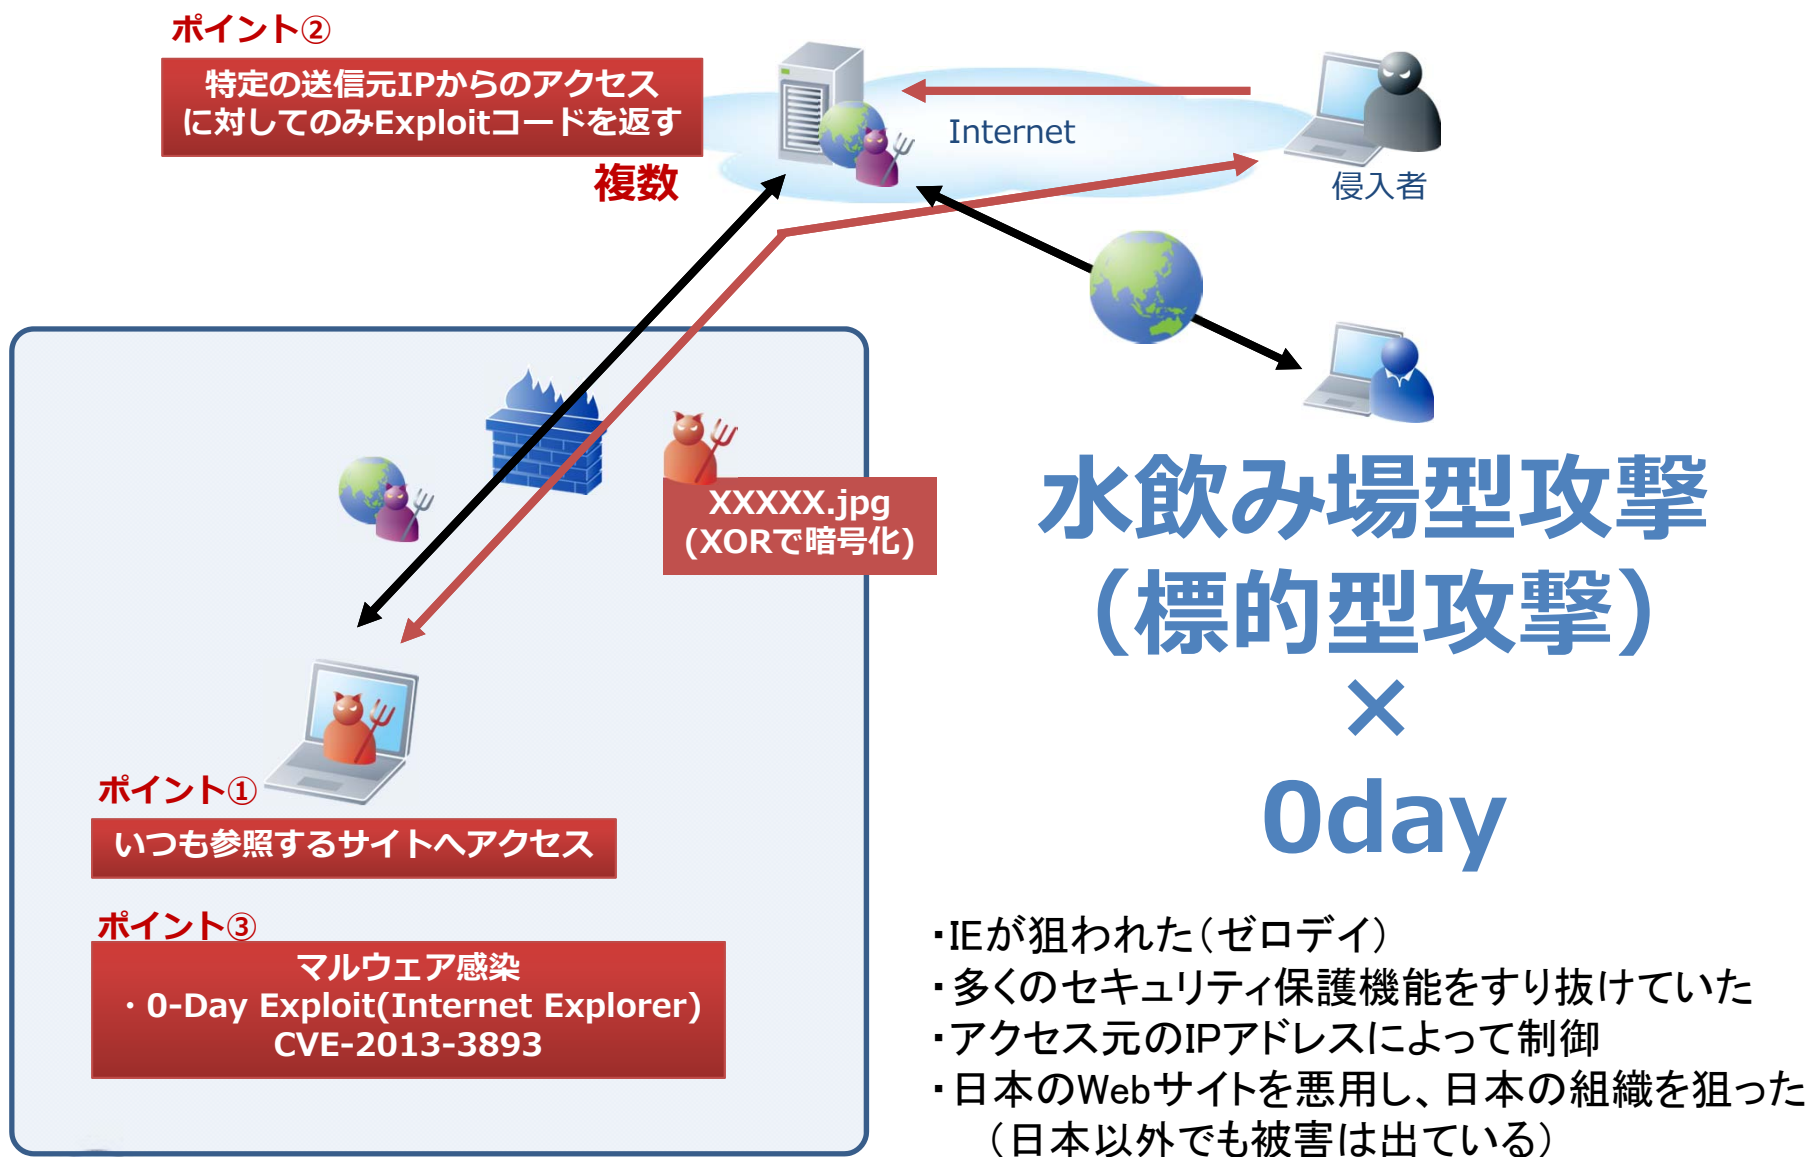 ポイント②
特定の送信元IPからのアクセス
に対してのみExploitコードを返す
複数
Internet
侵入者
XXXXX.jpg
(XORで暗号化)
ポイント①
いつも参照するサイトへアクセス
ポイント③
マルウェア感染
・0-Day Exploit(Internet Explorer)
CVE-2013-3893
水飲み場型攻撃
（標的型攻撃）
×
0day
・IEが狙われた（ゼロデイ）
・多くのセキュリティ保護機能をすり抜けていた
・アクセス元のIPアドレスによって制御
・日本のWebサイトを悪用し、日本の組織を狙った
（日本以外でも被害は出ている）